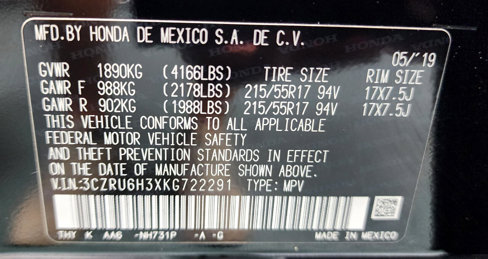 MFD.BY HONDA DE MEXICO S.A. DE C.V.
05/19
GVWR 1890KG (4166LBS) TIRE SIZE RIM SIZE
GAWR F 988KG (2178LBS) 215/55R17 94V 17X7.5J
GAWR R 902KG (1988LBS) 215/55R17 94V 17X7.5J
THIS VEHICLE CONFORMS TO ALL APPLICABLE
FEDERAL MOTOR VEHICLE SAFETY
AND THEFT PREVENTION STANDARDS IN EFFECT
ON THE DATE OF MANUFACTURE SHOWN ABOVE.
V.I.N.:3CZRU6H3XKG722291 TYPE: MPV
THY K AA6 -NH731P -A -G MADE IN MEXICO